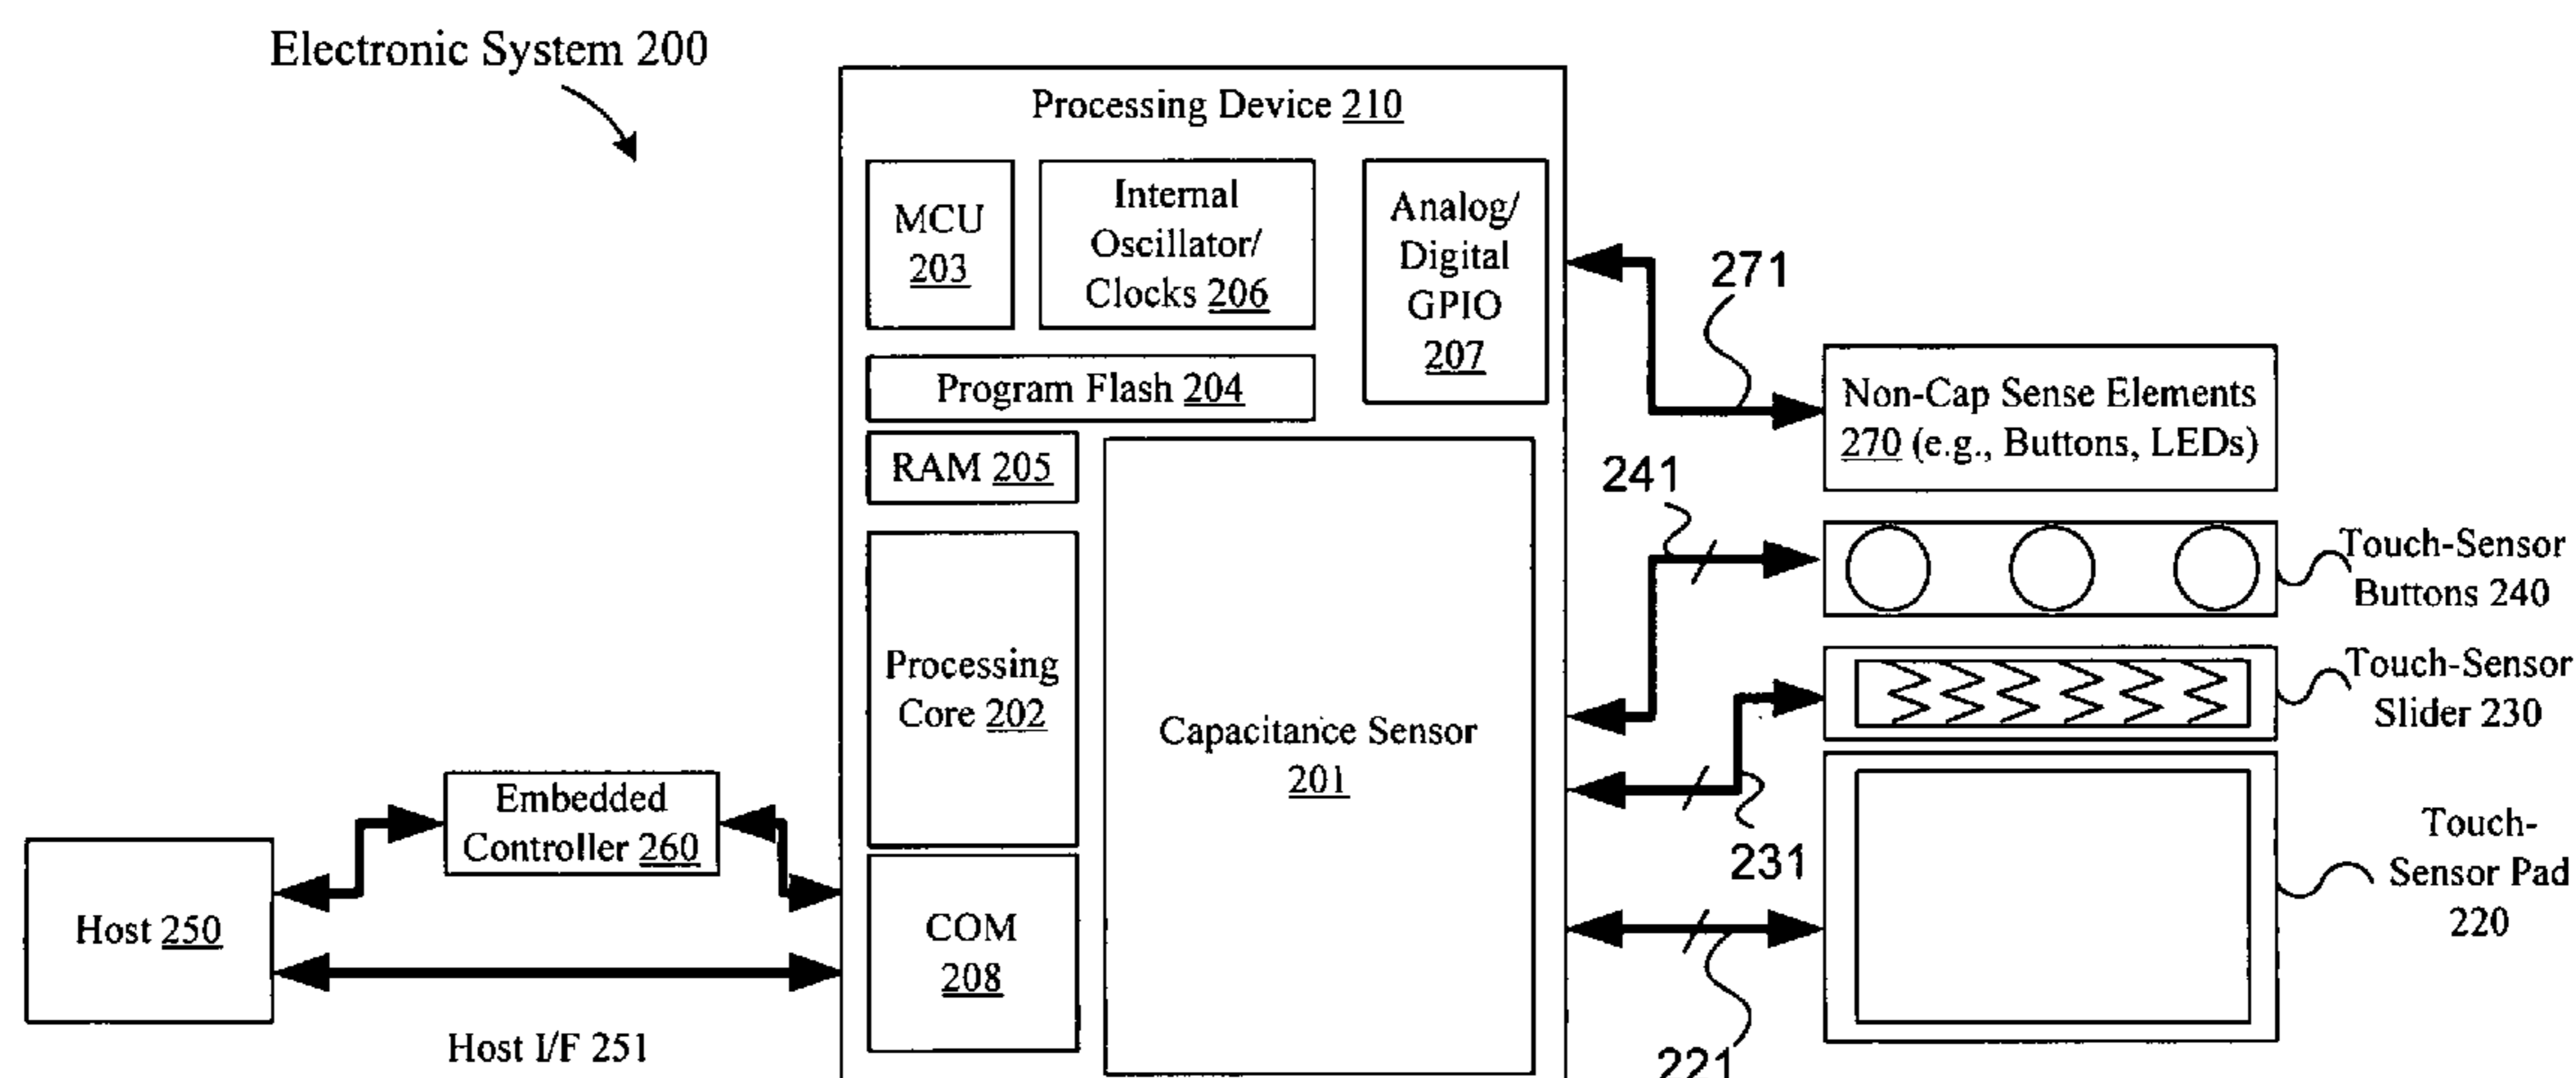 Electronic System 200
Processing Device 210
MCU
203
Internal
Oscillator/
Clocks 206
Analog/
Digital
GPIO
207
Program Flash 204
RAM 205
Processing
Core 202
Capacitance Sensor
201
COM
208
Embedded
Controller 260
Host 250
Host I/F 251
271
Non-Cap Sense Elements
270 (e.g., Buttons, LEDs)
241
Touch-Sensor
Buttons 240
Touch-Sensor
Slider 230
231
Touch-
Sensor Pad
220
221